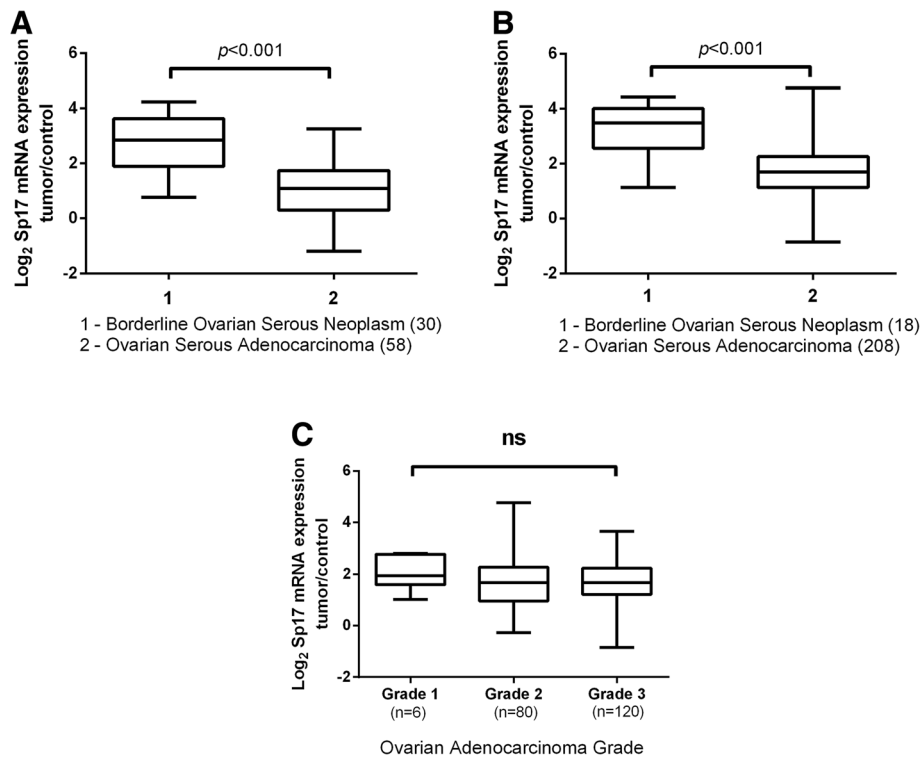 A
p<0.001
Log2 Sp17 mRNA expression
tumor/control
6
4
2
0
-2
1
2
1 - Borderline Ovarian Serous Neoplasm (30)
2 - Ovarian Serous Adenocarcinoma (58)
B
p<0.001
Log2 Sp17 mRNA expression
tumor/control
6
4
2
0
-2
1
2
1 - Borderline Ovarian Serous Neoplasm (18)
2 - Ovarian Serous Adenocarcinoma (208)
C
ns
Log2 Sp17 mRNA expression
tumor/control
6
4
2
0
-2
Grade 1 Grade 2 Grade 3
(n=6) (n=80) (n=120)
Ovarian Adenocarcinoma Grade